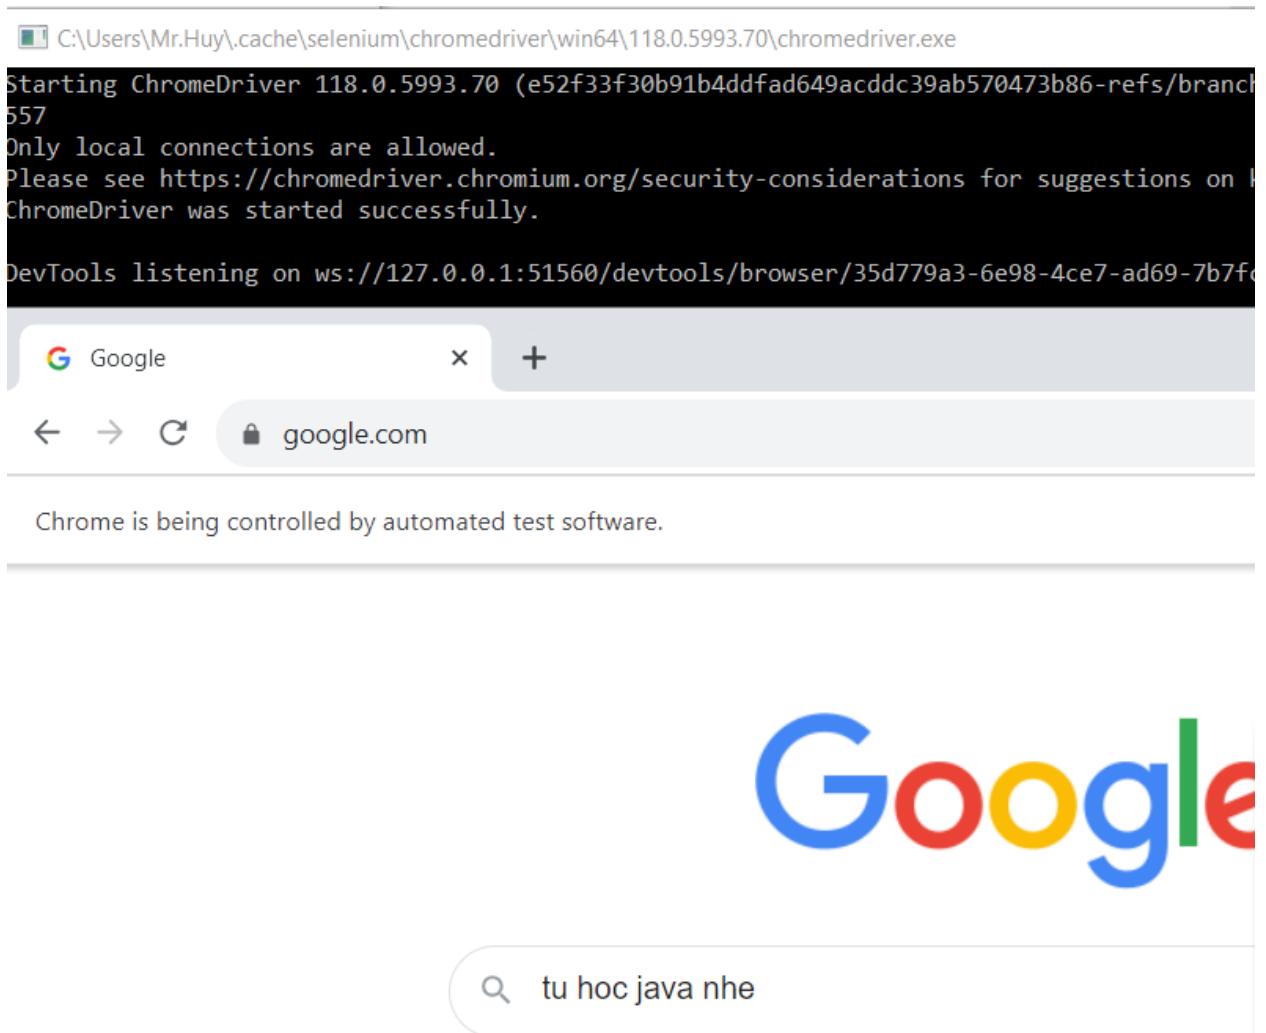 C:\Users\Mr.Huy\.cache\selenium\chromedriver\win64\118.0.5993.70\chromedriver.exe
Starting ChromeDriver 118.0.5993.70 (e52f33f30b91b4ddfad649acddc39ab570473b86-refs/branch
557
Only local connections are allowed.
Please see https://chromedriver.chromium.org/security-considerations for suggestions on
ChromeDriver was started successfully.
DevTools listening on ws://127.0.0.1:51560/devtools/browser/35d779a3-6e98-4ce7-ad69-7b7f
Google
google.com
Chrome is being controlled by automated test software.
Google
tu hoc java nhe